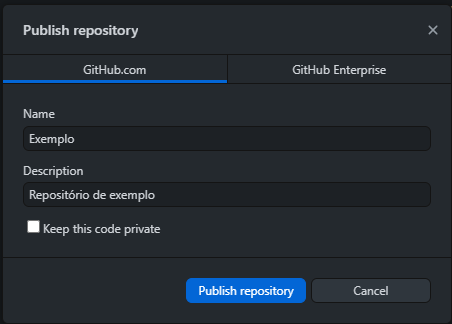 Publish repository
GitHub.com
GitHub Enterprise
Name
Exemplo
Description
Repositório de exemplo
Keep this code private
Publish repository
Cancel